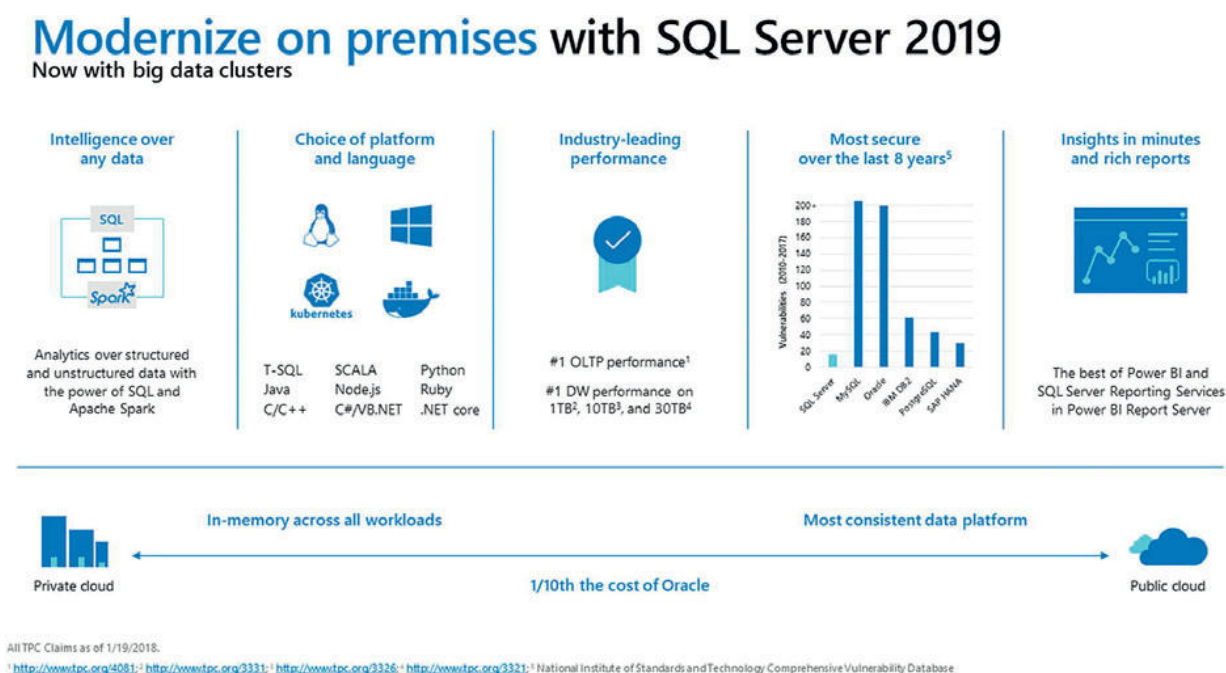 Modernize on premises with SQL Server 2019
Now with big data clusters
Intelligence over
any data
SQL
Spark
Analytics over structured
and unstructured data with
the power of SQL and
Apache Spark
Choice of platform
and language
kubernetes
T-SQL SCALA Python
Java Node.js Ruby
C/C++ C#/VB.NET .NET core
Industry-leading
performance
#1 OLTP performance¹
#1 DW performance on
1TB², 10TB³, and 30TB⁴
Most secure
over the last 8 years⁵
Vulnerabilities (2010-2017)
200+
180
160
140
120
100
80
60
40
20
0
SQL Server
MySQL
Oracle
IBM DB2
PostgreSQL
SAP HANA
Insights in minutes
and rich reports
The best of Power BI and
SQL Server Reporting Services
in Power BI Report Server
In-memory across all workloads
Most consistent data platform
Private cloud
1/10th the cost of Oracle
Public cloud
All TPC Claims as of 1/19/2018.
¹ http://www.tpc.org/4081; ² http://www.tpc.org/3331; ³ http://www.tpc.org/3326; ⁴ http://www.tpc.org/3321; ⁵ National Institute of Standards and Technology Comprehensive Vulnerability Database